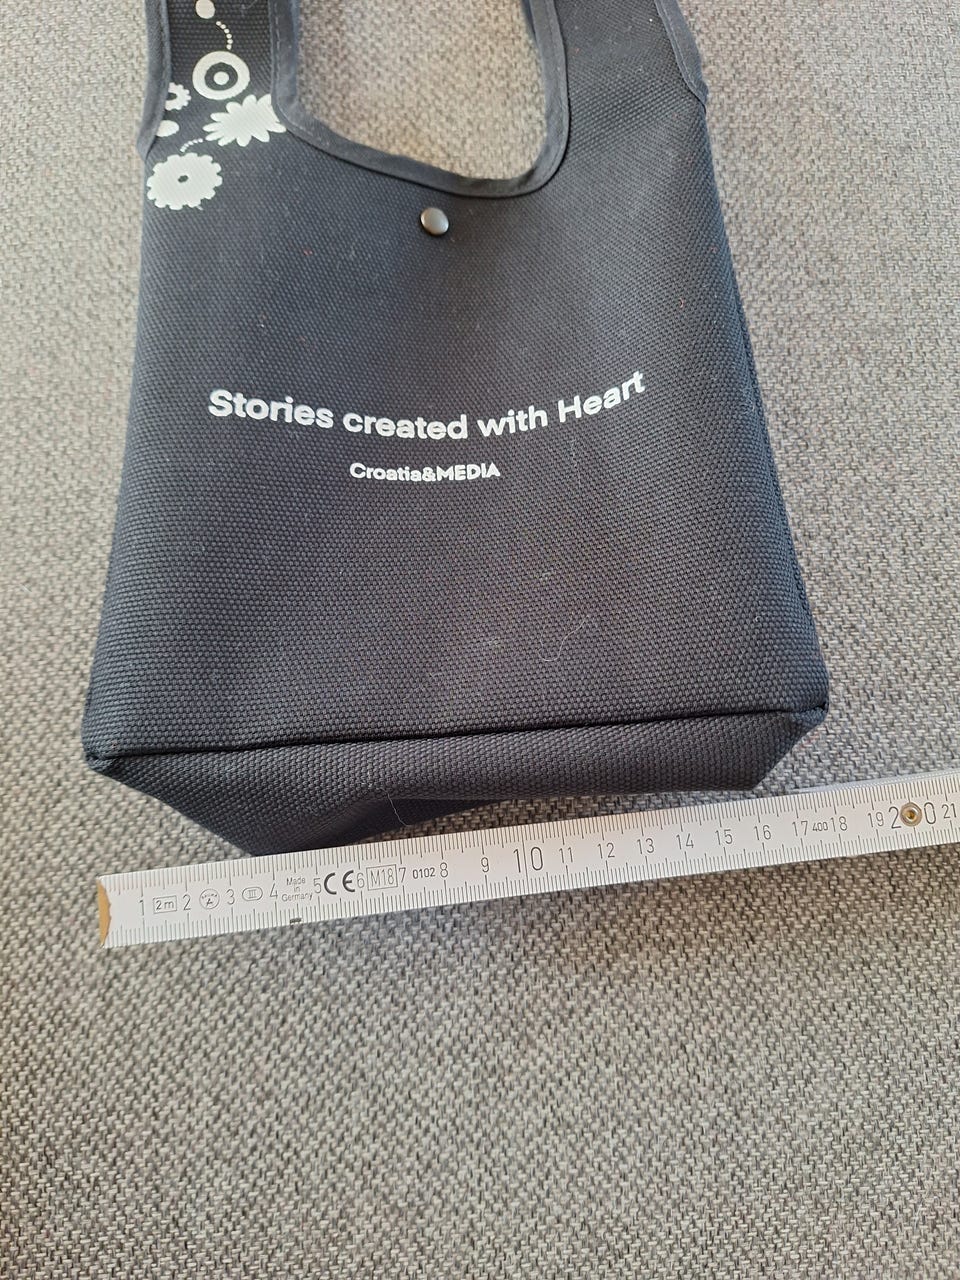 Stories created with Heart
Croatia&MEDIA
1 2m 2 3 III 4 Made in Germany 5 CE 6 M18 7 0102 8 9 10 11 12 13 14 15 16 17 400 18 19 20 21